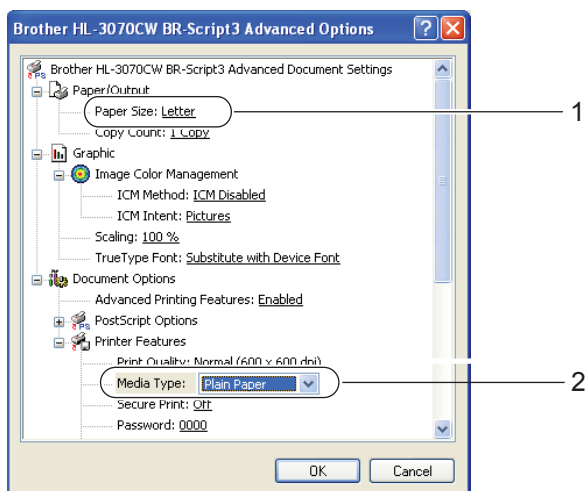 Brother HL-3070CW BR-Script3 Advanced Options
Brother HL-3070CW BR-Script3 Advanced Document Settings
Paper/Output
Paper Size: Letter
1
Copy Count: 1 Copy
Graphic
Image Color Management
ICM Method: ICM Disabled
ICM Intent: Pictures
Scaling: 100 %
TrueType Font: Substitute with Device Font
Document Options
Advanced Printing Features: Enabled
PostScript Options
Printer Features
Print Quality: Normal (600 x 600 dpi)
Media Type: Plain Paper
2
Secure Print: Off
Password: 0000
OK Cancel